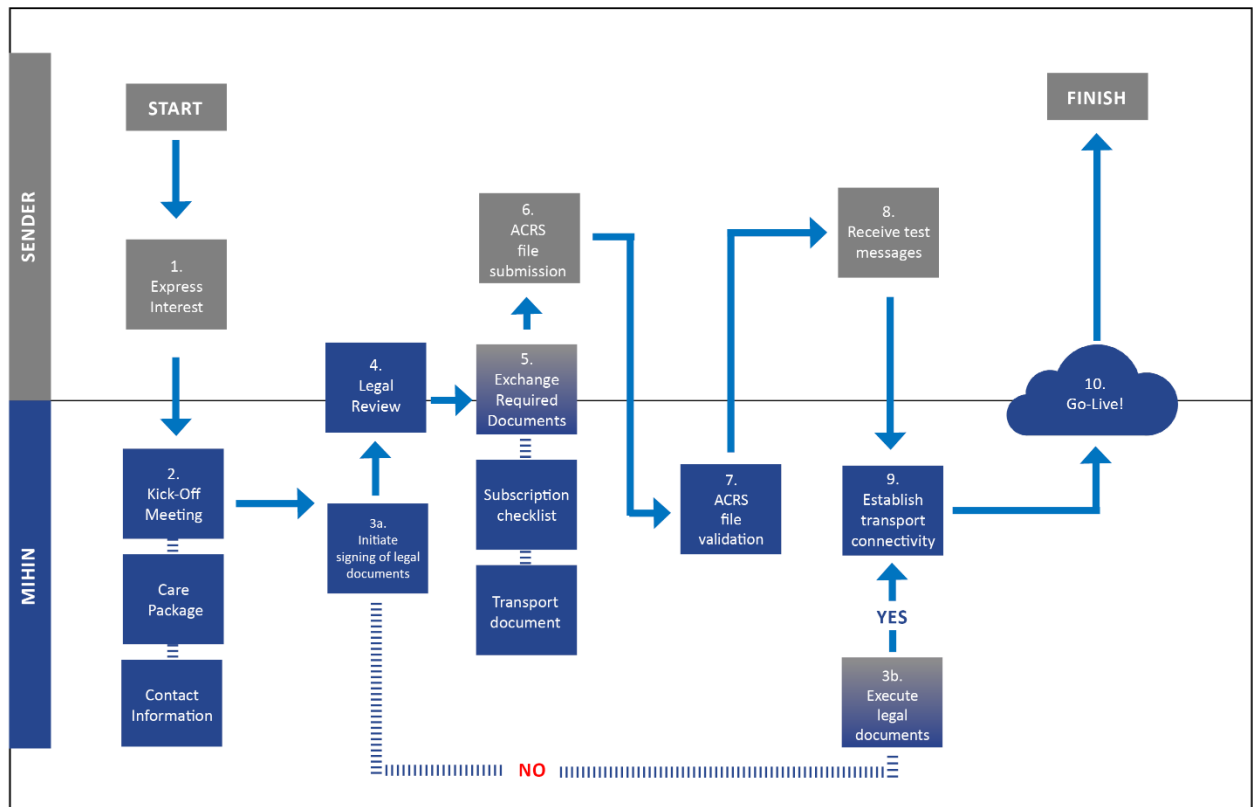 SENDER
MIHIN
START
1.
Express
Interest
2.
Kick-Off
Meeting
Care
Package
Contact
Information
3a.
Initiate
signing of legal
documents
4.
Legal
Review
5.
Exchange
Required
Documents
Subscription
checklist
Transport
document
6.
ACRS
file
submission
7.
ACRS
file
validation
8.
Receive test
messages
9.
Establish
transport
connectivity
YES
3b.
Execute
legal
documents
NO
10.
Go-Live!
FINISH